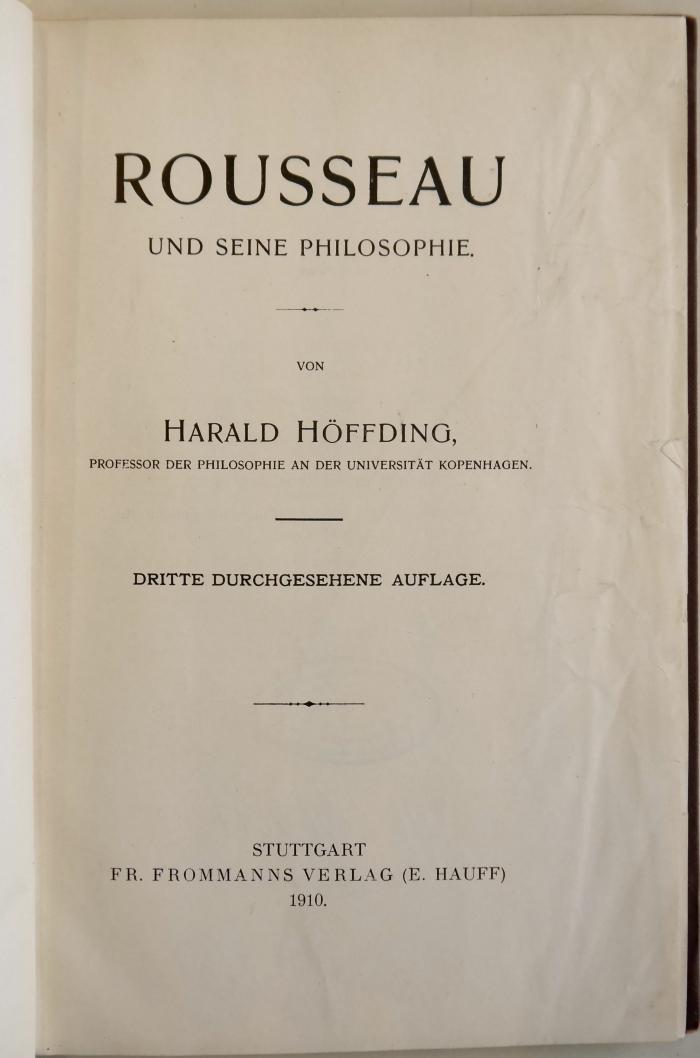 ROUSSEAU
UND SEINE PHILOSOPHIE.
VON
HARALD HÖFFDING,
PROFESSOR DER PHILOSOPHIE AN DER UNIVERSITÄT KOPENHAGEN.
DRITTE DURCHGESEHENE AUFLAGE.
STUTTGART
FR. FROMMANNS VERLAG (E. HAUFF)
1910.